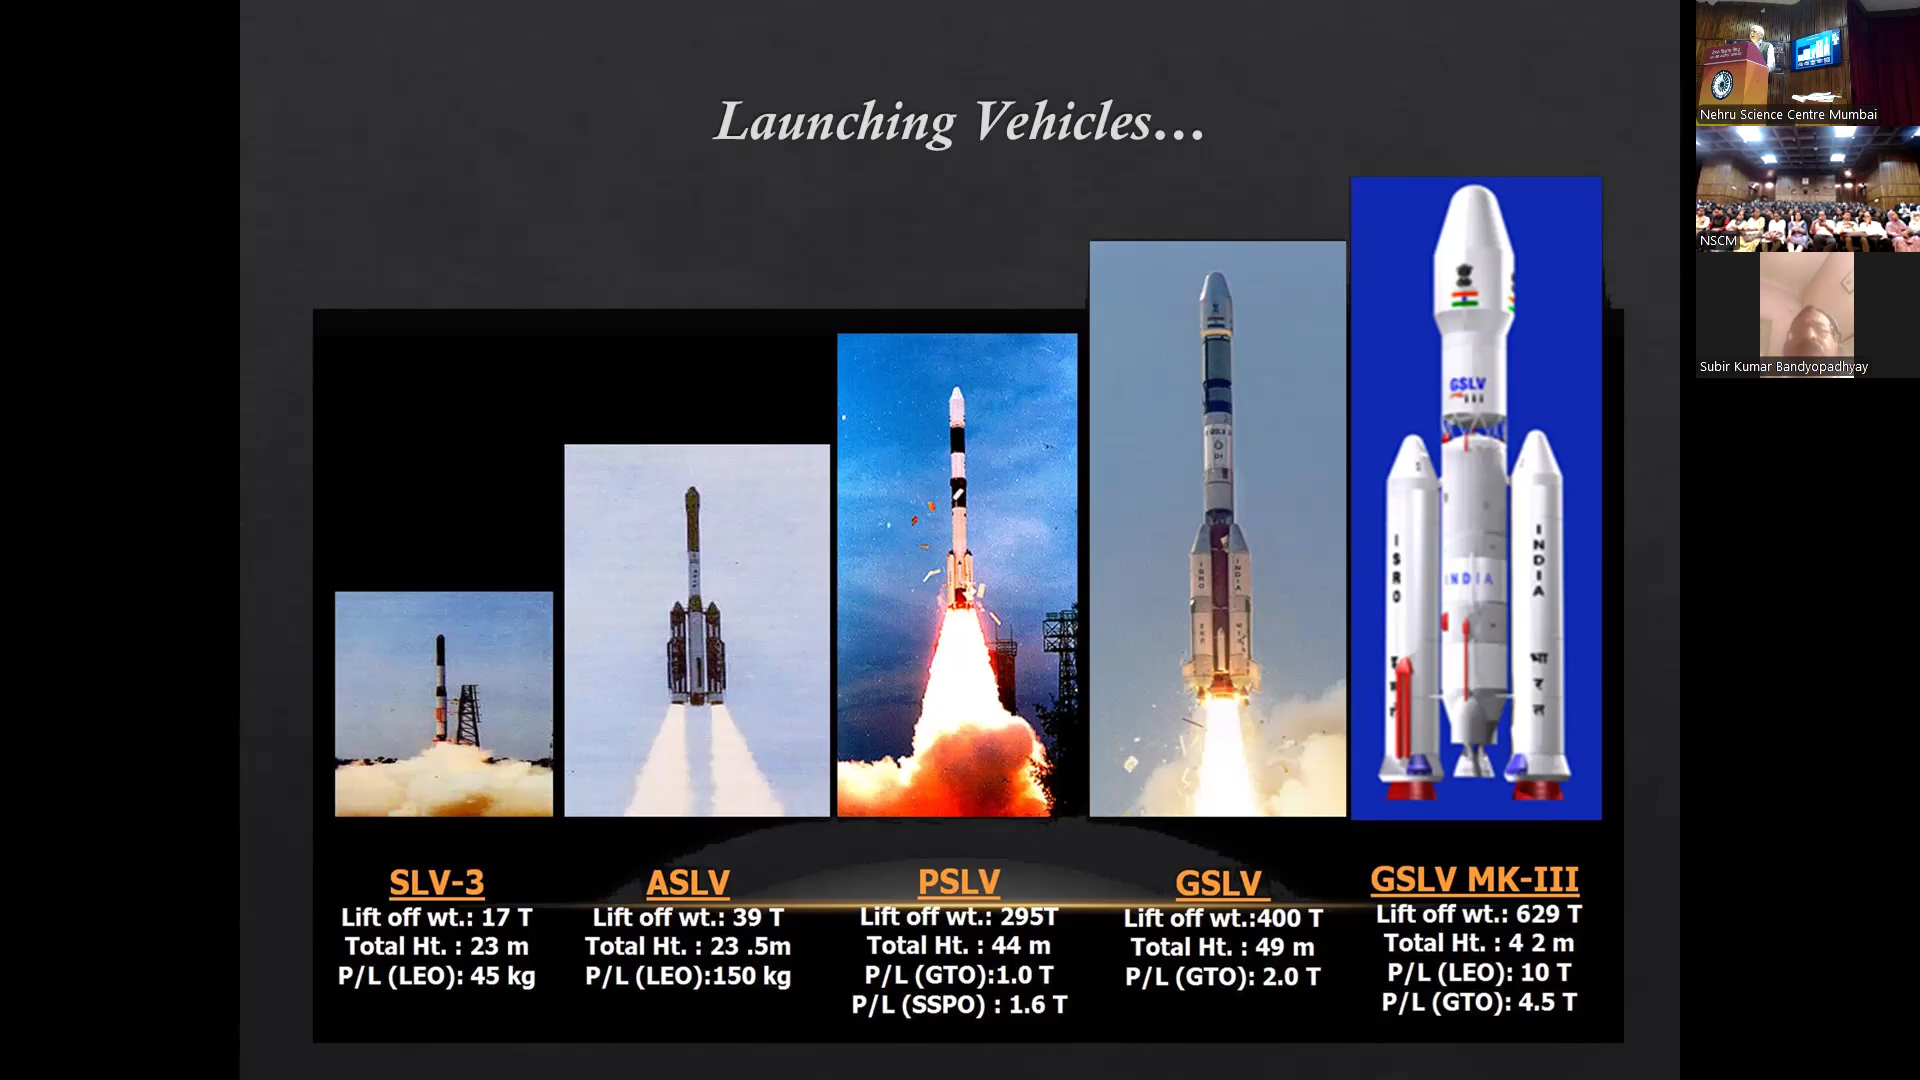 Launching Vehicles...
SLV-3
Lift off wt.: 17 T
Total Ht. : 23 m
P/L (LEO): 45 kg
ASLV
Lift off wt.: 39 T
Total Ht. : 23 .5m
P/L (LEO):150 kg
PSLV
Lift off wt.: 295T
Total Ht. : 44 m
P/L (GTO):1.0 T
P/L (SSPO) : 1.6 T
GSLV
Lift off wt.:400 T
Total Ht. : 49 m
P/L (GTO): 2.0 T
GSLV MK-III
Lift off wt.: 629 T
Total Ht. : 4 2 m
P/L (LEO): 10 T
P/L (GTO): 4.5 T
GSLV
ISRO
INDIA
INDIA
भारत
ISRO
INDIA
Nehru Science Centre Mumbai
NSCM
Subir Kumar Bandyopadhyay